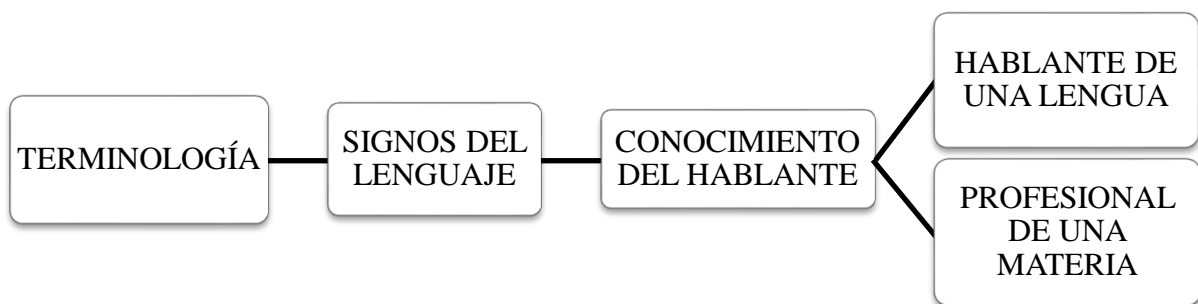 TERMINOLOGÍA
SIGNOS DEL
LENGUAJE
CONOCIMIENTO
DEL HABLANTE
HABLANTE DE
UNA LENGUA
PROFESIONAL
DE UNA
MATERIA